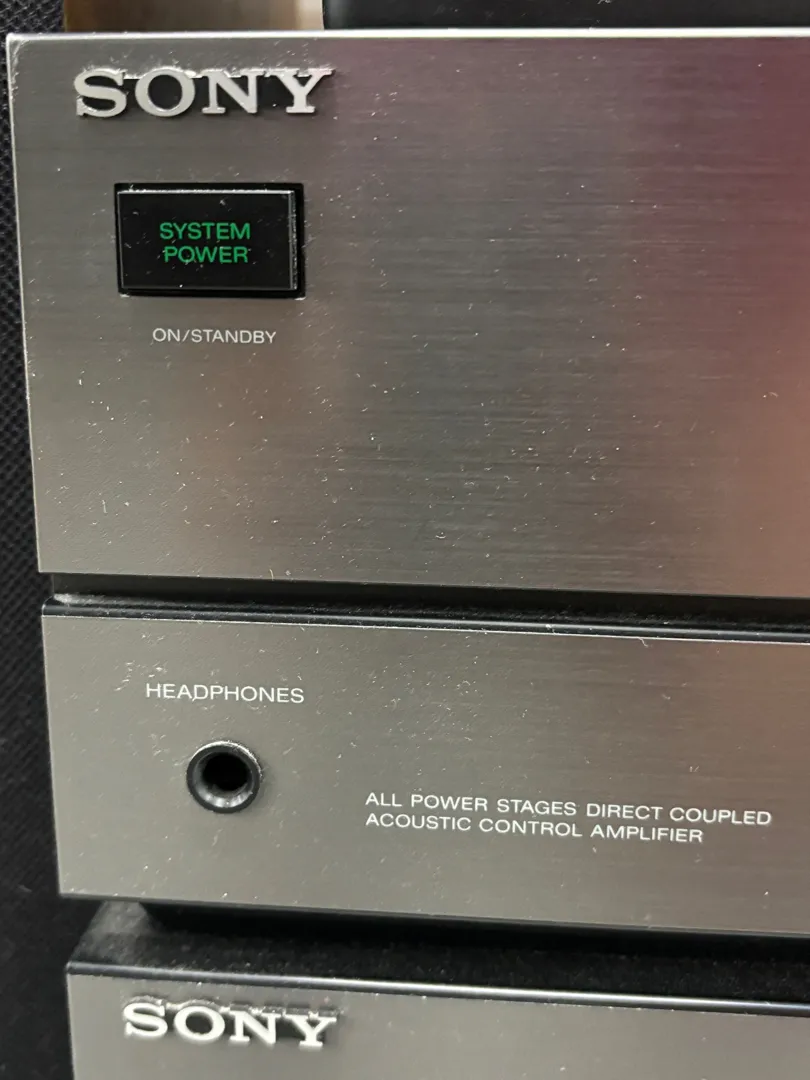 SONY
SYSTEM
POWER
ON/STANDBY
HEADPHONES
ALL POWER STAGES DIRECT COUPLED
ACOUSTIC CONTROL AMPLIFIER
SONY